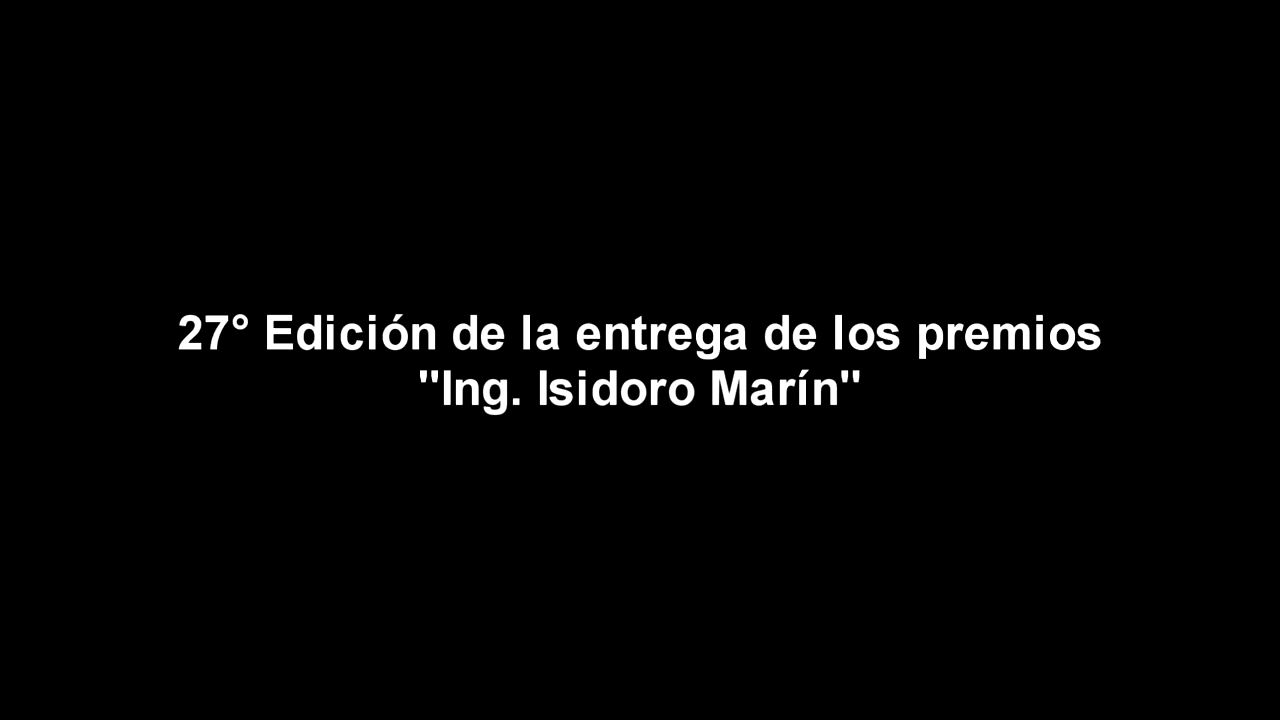 27° Edición de la entrega de los premios
"Ing. Isidoro Marín"